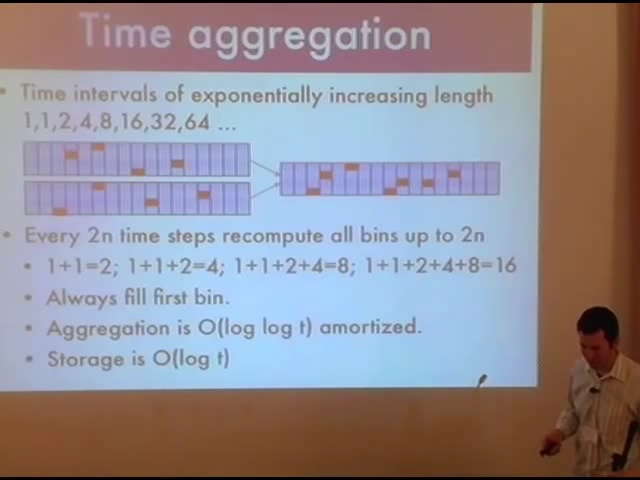 Time aggregation
Time intervals of exponentially increasing length
1,1,2,4,8,16,32,64 ...
• Every 2n time steps recompute all bins up to 2n
• 1+1=2; 1+1+2=4; 1+1+2+4=8; 1+1+2+4+8=16
• Always fill first bin.
• Aggregation is O(log log t) amortized.
• Storage is O(log t)